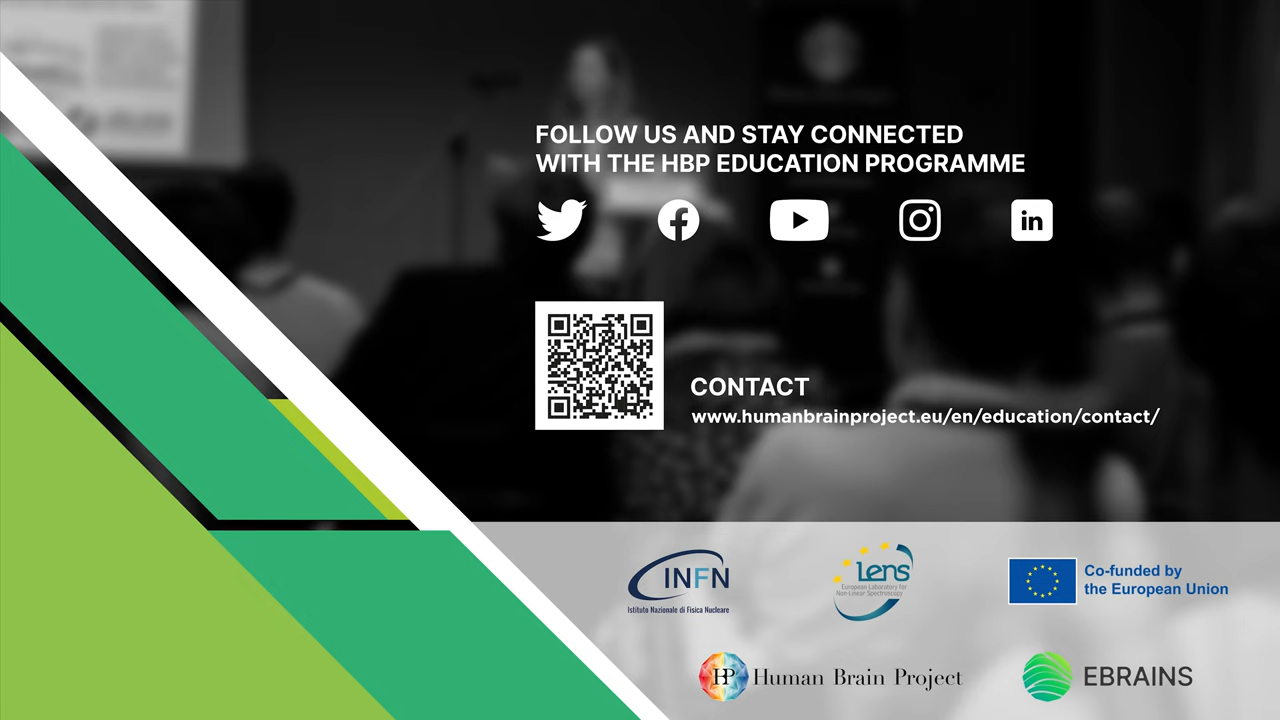 FOLLOW US AND STAY CONNECTED
WITH THE HBP EDUCATION PROGRAMME
in
CONTACT
www.humanbrainproject.eu/en/education/contact/
INFN
Istituto Nazionale di Fisica Nucleare
Lens
European Laboratory for
Non-Linear Spectroscopy
Co-funded by
the European Union
HBP Human Brain Project
EBRAINS